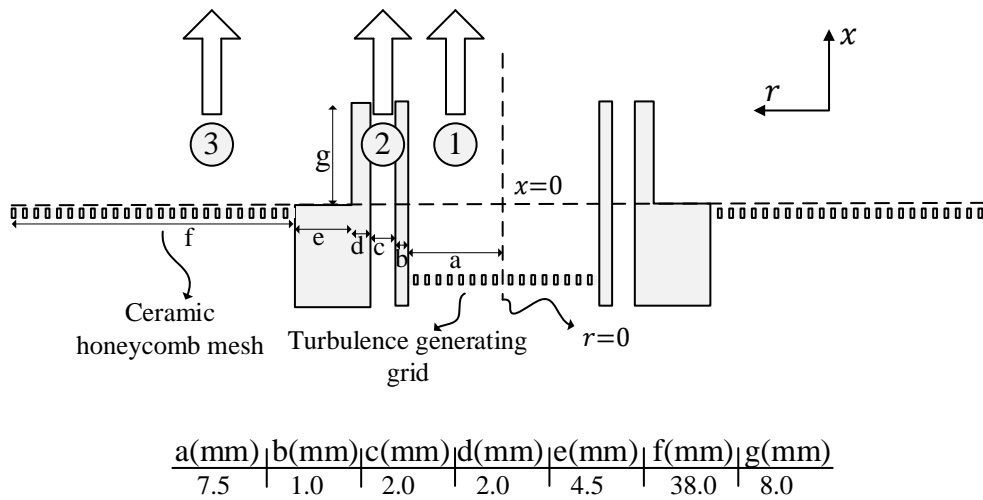 x
r
3
2
1
g
x=0
f
e
d
c
b
a
Ceramic
honeycomb mesh
Turbulence generating
grid
r=0
a(mm) b(mm) c(mm) d(mm) e(mm) f(mm) g(mm)
7.5 1.0 2.0 2.0 4.5 38.0 8.0